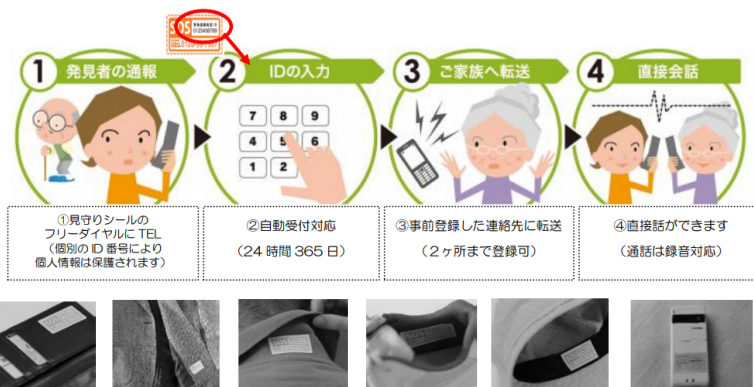 SOS
0123456789
1 発見者の通報
2 IDの入力
3 ご家族へ転送
4 直接会話
7 8 9
4 5 6
1 2
①見守りシールの
フリーダイヤルに TEL
（個別の ID 番号により
個人情報は保護されます）
②自動受付対応
（24 時間 365 日）
③事前登録した連絡先に転送
（２ヶ所まで登録可）
④直接話ができます
（通話は録音対応）
SOS
SOS